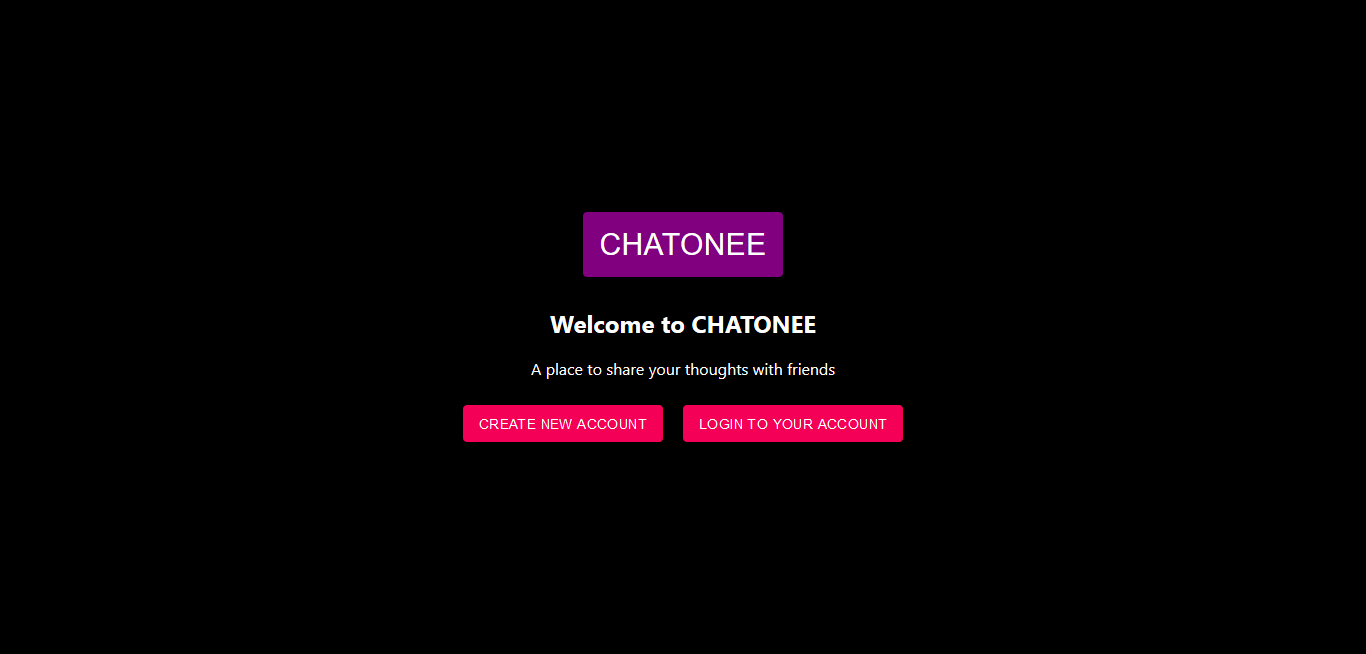 CHATONEE
Welcome to CHATONEE
A place to share your thoughts with friends
CREATE NEW ACCOUNT LOGIN TO YOUR ACCOUNT